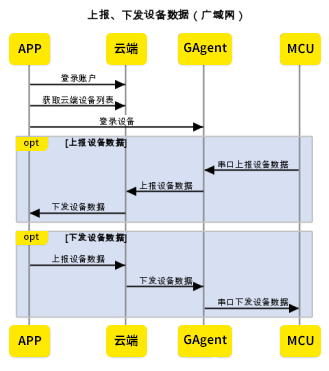 上报、下发设备数据（广域网）
APP 云端 GAgent MCU
登录账户
获取云端设备列表
登录设备
opt [上报设备数据]
串口上报设备数据
上报设备数据
下发设备数据
opt [下发设备数据]
上报设备数据
下发设备数据
串口下发设备数据
APP 云端 GAgent MCU